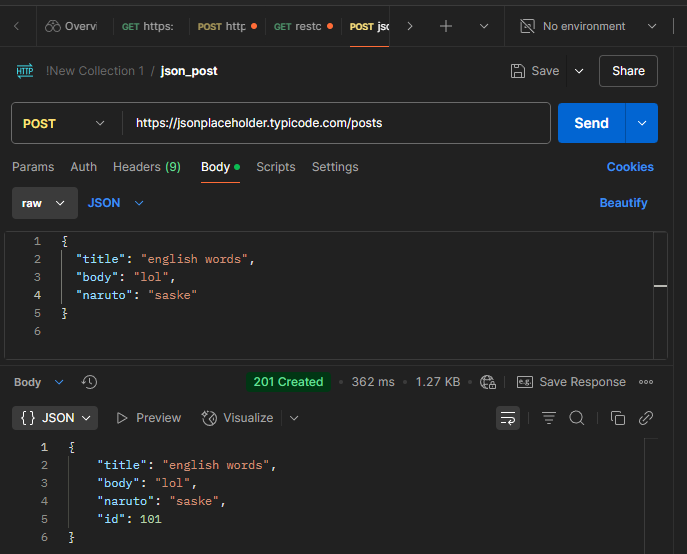 Overvi GET https: POST http GET restc POST jsc No environment
HTTP !New Collection 1 / json_post Save Share
POST https://jsonplaceholder.typicode.com/posts Send
Params Auth Headers (9) Body Scripts Settings Cookies
raw JSON Beautify
1 {
2 "title": "english words",
3 "body": "lol",
4 "naruto": "saske"
5 }
6
Body 201 Created • 362 ms • 1.27 KB e.g. Save Response
{} JSON Preview Visualize
1 {
2 "title": "english words",
3 "body": "lol",
4 "naruto": "saske",
5 "id": 101
6 }